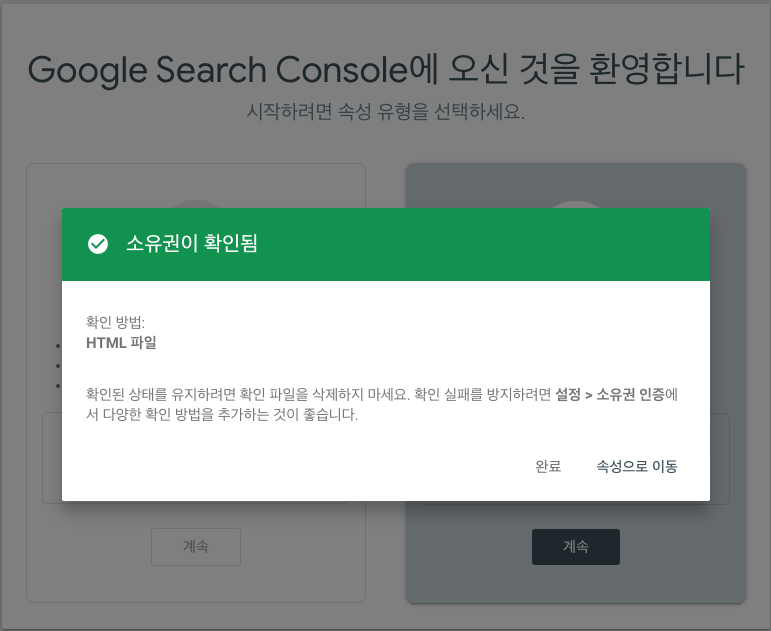 Google Search Console에 오신 것을 환영합니다
시작하려면 속성 유형을 선택하세요.
소유권이 확인됨
확인 방법:
HTML 파일
확인된 상태를 유지하려면 확인 파일을 삭제하지 마세요. 확인 실패를 방지하려면 설정 > 소유권 인증에
서 다양한 확인 방법을 추가하는 것이 좋습니다.
완료 속성으로 이동
계속 계속